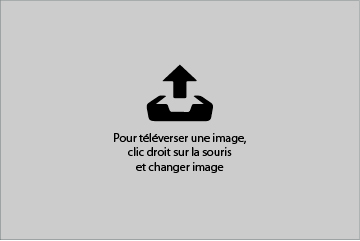 Pour téléverser une image,
clic droit sur la souris
et changer image